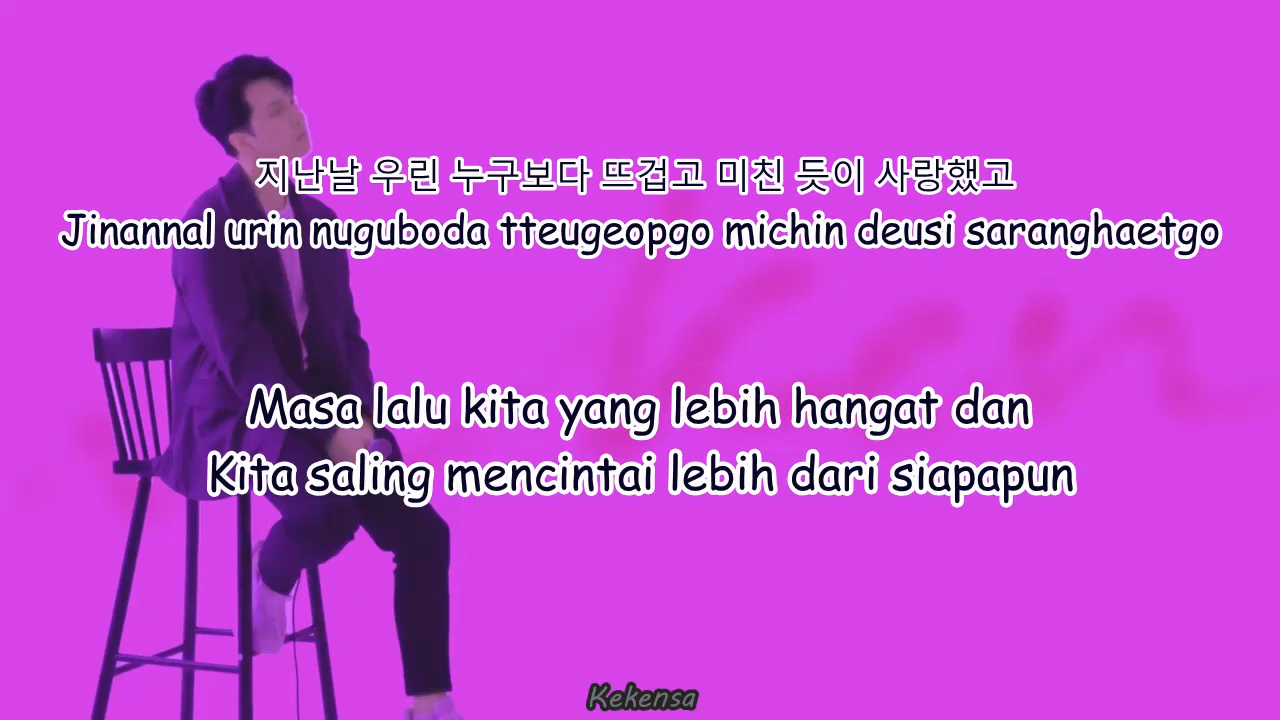 지난날 우린 누구보다 뜨겁고 미친 듯이 사랑했고
Jinannal urin nuguboda tteugeopgo michin deusi saranghaetgo
Masa lalu kita yang lebih hangat dan
Kita saling mencintai lebih dari siapapun
Kekensa